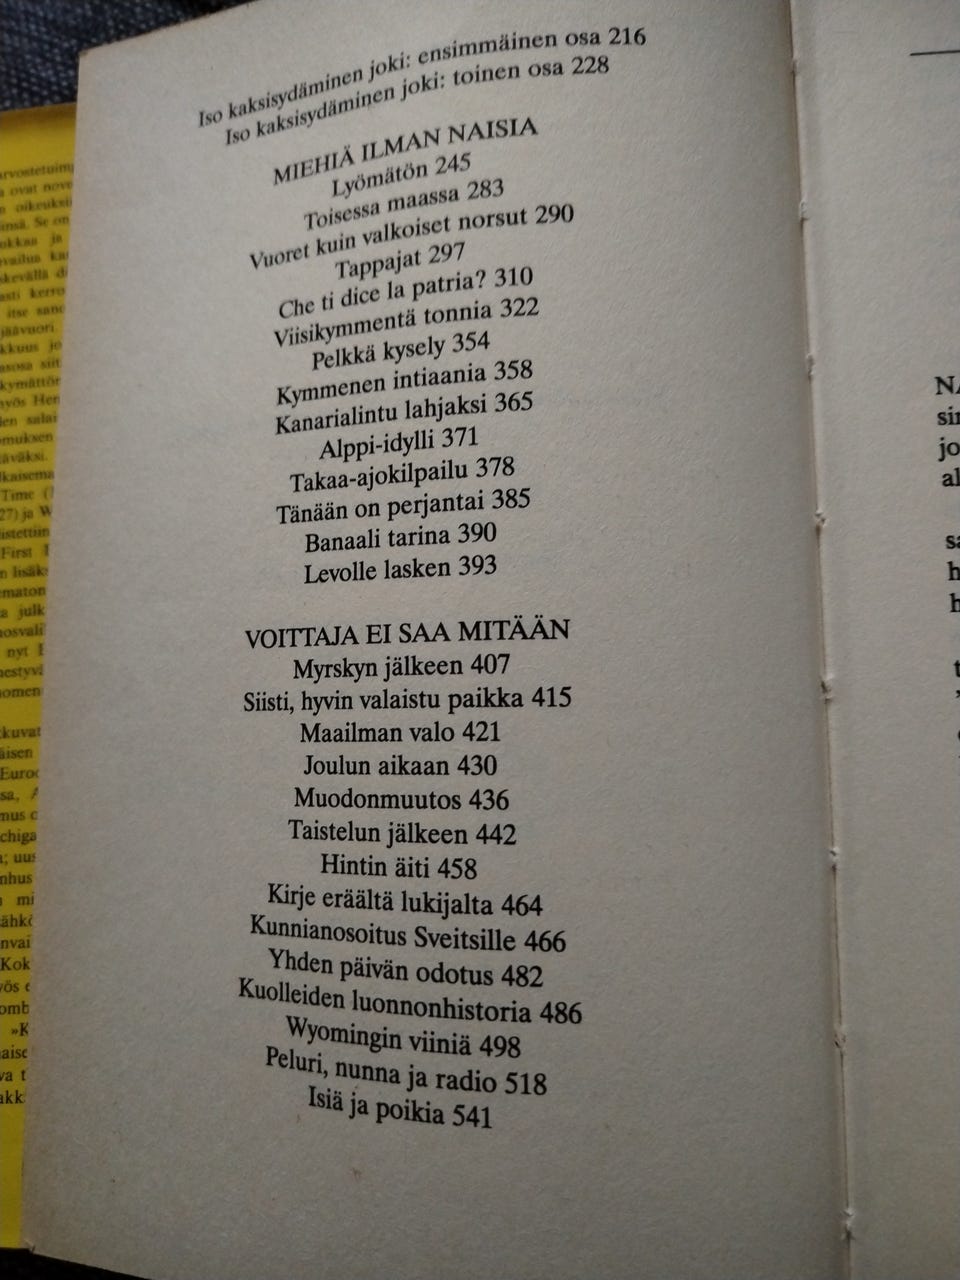 Iso kaksisydäminen joki: ensimmäinen osa 216
Iso kaksisydäminen joki: toinen osa 228
MIEHIÄ ILMAN NAISIA
Lyömätön 245
Toisessa maassa 283
Vuoret kuin valkoiset norsut 290
Tappajat 297
Che ti dice la patria? 310
Viisikymmentä tonnia 322
Pelkkä kysely 354
Kymmenen intiaania 358
Kanarialintu lahjaksi 365
Alppi-idylli 371
Takaa-ajokilpailu 378
Tänään on perjantai 385
Banaali tarina 390
Levolle lasken 393
VOITTAJA EI SAA MITÄÄN
Myrskyn jälkeen 407
Siisti, hyvin valaistu paikka 415
Maailman valo 421
Joulun aikaan 430
Muodonmuutos 436
Taistelun jälkeen 442
Hintin äiti 458
Kirje eräältä lukijalta 464
Kunnianosoitus Sveitsille 466
Yhden päivän odotus 482
Kuolleiden luonnonhistoria 486
Wyomingin viiniä 498
Peluri, nunna ja radio 518
Isiä ja poikia 541